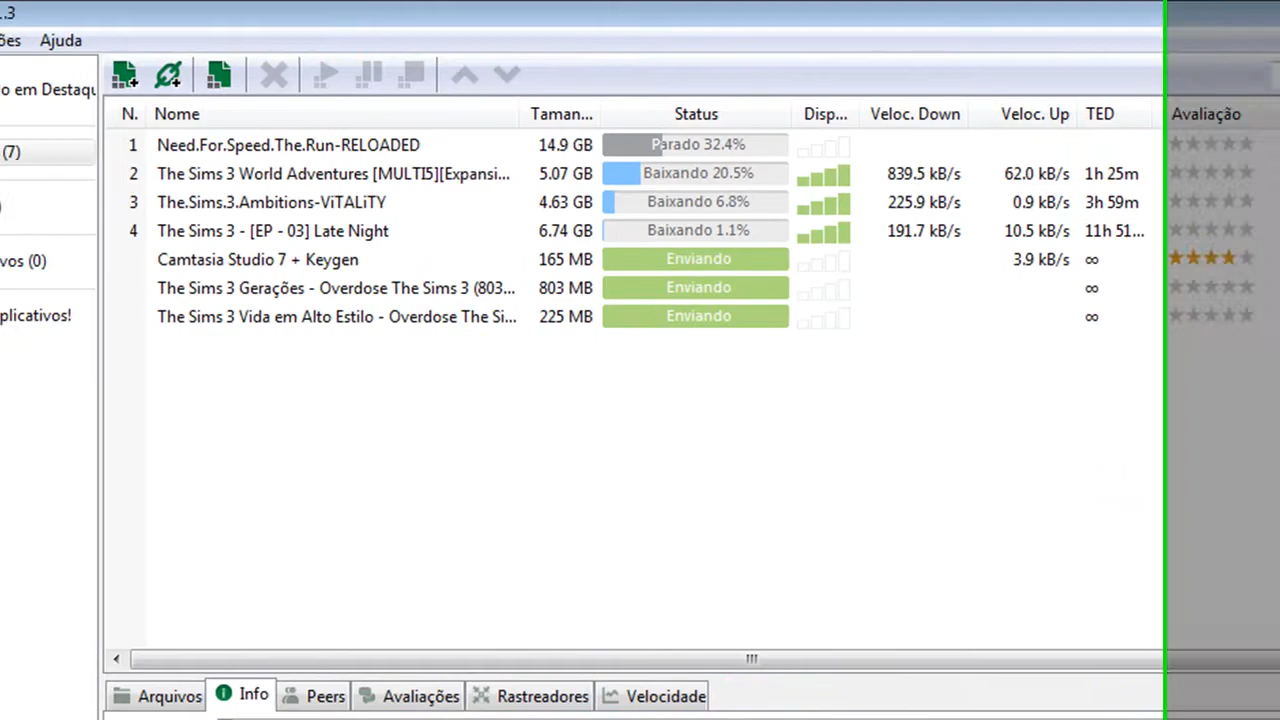 .3
ões Ajuda
o em Destaqu
(7)
vos (0)
plicativos!
N. Nome Taman... Status Disp... Veloc. Down Veloc. Up TED Avaliação
1 Need.For.Speed.The.Run-RELOADED 14.9 GB Parado 32.4%
2 The Sims 3 World Adventures [MULTI5][Expansi... 5.07 GB Baixando 20.5% 839.5 kB/s 62.0 kB/s 1h 25m
3 The.Sims.3.Ambitions-ViTALiTY 4.63 GB Baixando 6.8% 225.9 kB/s 0.9 kB/s 3h 59m
4 The Sims 3 - [EP - 03] Late Night 6.74 GB Baixando 1.1% 191.7 kB/s 10.5 kB/s 11h 51...
Camtasia Studio 7 + Keygen 165 MB Enviando 3.9 kB/s ∞
The Sims 3 Gerações - Overdose The Sims 3 (803... 803 MB Enviando ∞
The Sims 3 Vida em Alto Estilo - Overdose The Si... 225 MB Enviando ∞
Arquivos Info Peers Avaliações Rastreadores Velocidade